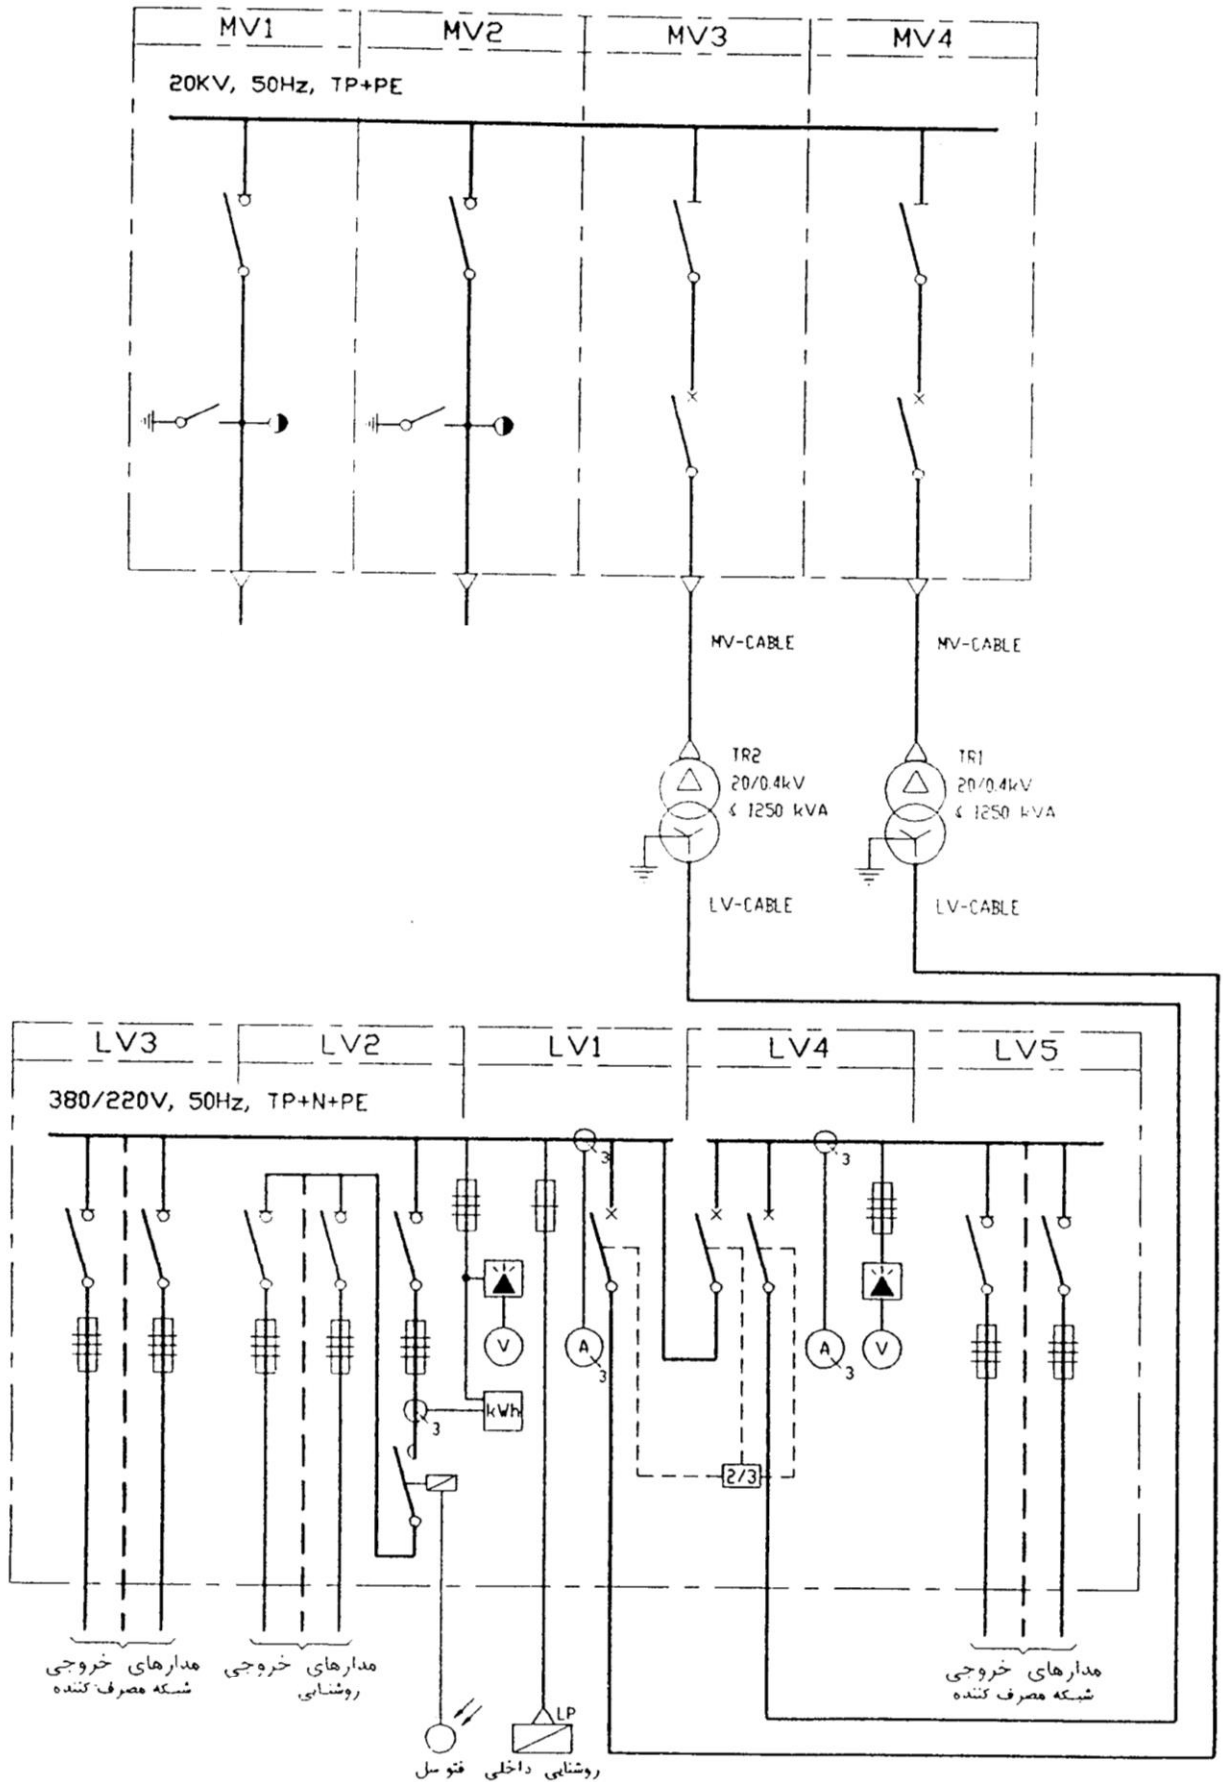 MV1
MV2
MV3
MV4
20KV, 50Hz, TP+PE
MV-CABLE
MV-CABLE
TR2
20/0.4kV
≤ 1250 kVA
TR1
20/0.4kV
≤ 1250 kVA
LV-CABLE
LV-CABLE
LV3
LV2
LV1
LV4
LV5
380/220V, 50Hz, TP+N+PE
3
3
V
A
3
A
3
V
kWh
3
2/3
مدارهای خروجی
شبکه مصرف کننده
مدارهای خروجی
روشنایی
مدارهای خروجی
شبکه مصرف کننده
LP
فتوسل
روشنایی داخلی